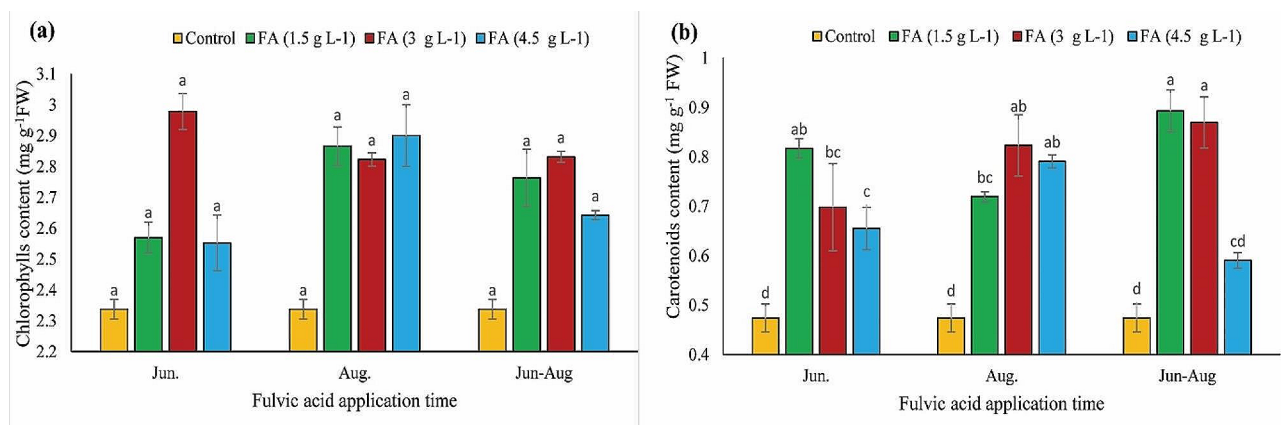 (a)
Control FA (1.5 g L-1) FA (3 g L-1) FA (4.5 g L-1)
Chlorophylls content (mg g-1FW)
3.1
3
2.9
2.8
2.7
2.6
2.5
2.4
2.3
2.2
a a a a a a a a a a a a
Jun. Aug. Jun-Aug
Fulvic acid application time
(b)
Control FA (1.5 g L-1) FA (3 g L-1) FA (4.5 g L-1)
Carotenoids content (mg g-1 FW)
1
0.9
0.8
0.7
0.6
0.5
0.4
d ab bc c d bc ab ab d a a cd
Jun. Aug. Jun-Aug
Fulvic acid application time